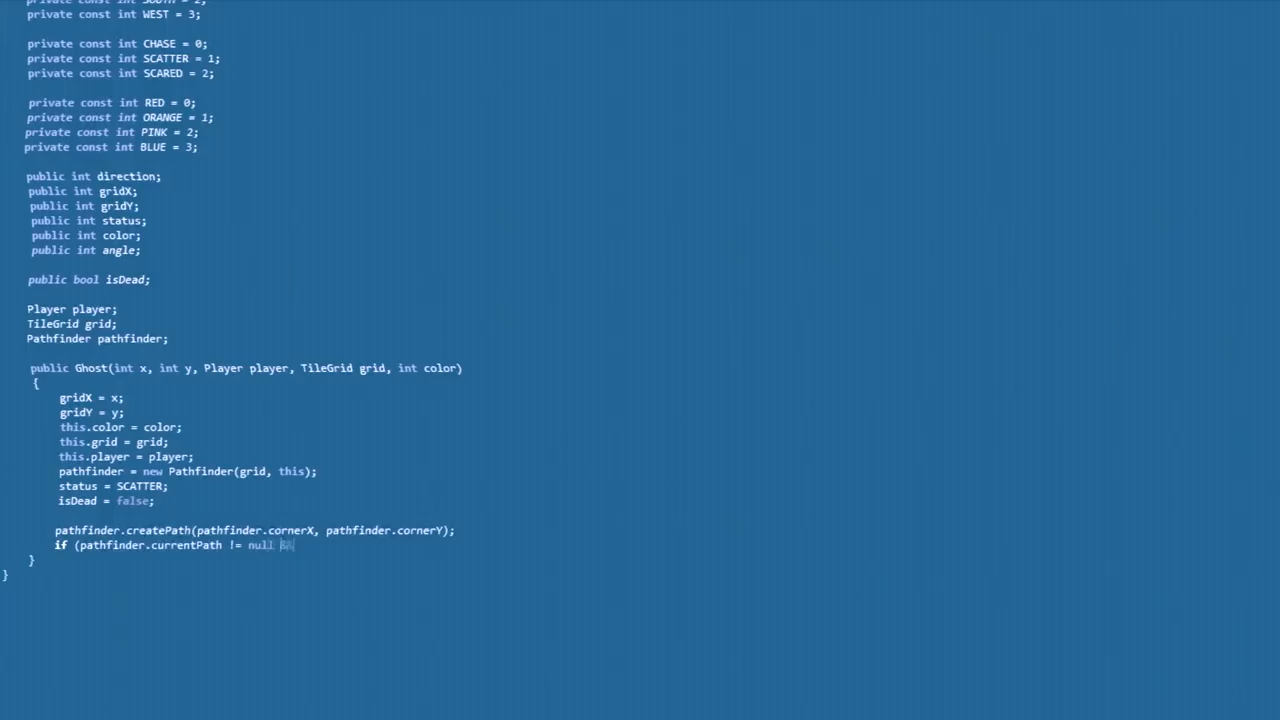 private const int SOUTH = 2;
private const int WEST = 3;
private const int CHASE = 0;
private const int SCATTER = 1;
private const int SCARED = 2;
private const int RED = 0;
private const int ORANGE = 1;
private const int PINK = 2;
private const int BLUE = 3;
public int direction;
public int gridX;
public int gridY;
public int status;
public int color;
public int angle;
public bool isDead;
Player player;
TileGrid grid;
Pathfinder pathfinder;
public Ghost(int x, int y, Player player, TileGrid grid, int color)
{
gridX = x;
gridY = y;
this.color = color;
this.grid = grid;
this.player = player;
pathfinder = new Pathfinder(grid, this);
status = SCATTER;
isDead = false;
pathfinder.createPath(pathfinder.cornerX, pathfinder.cornerY);
if (pathfinder.currentPath != null &&
}
}